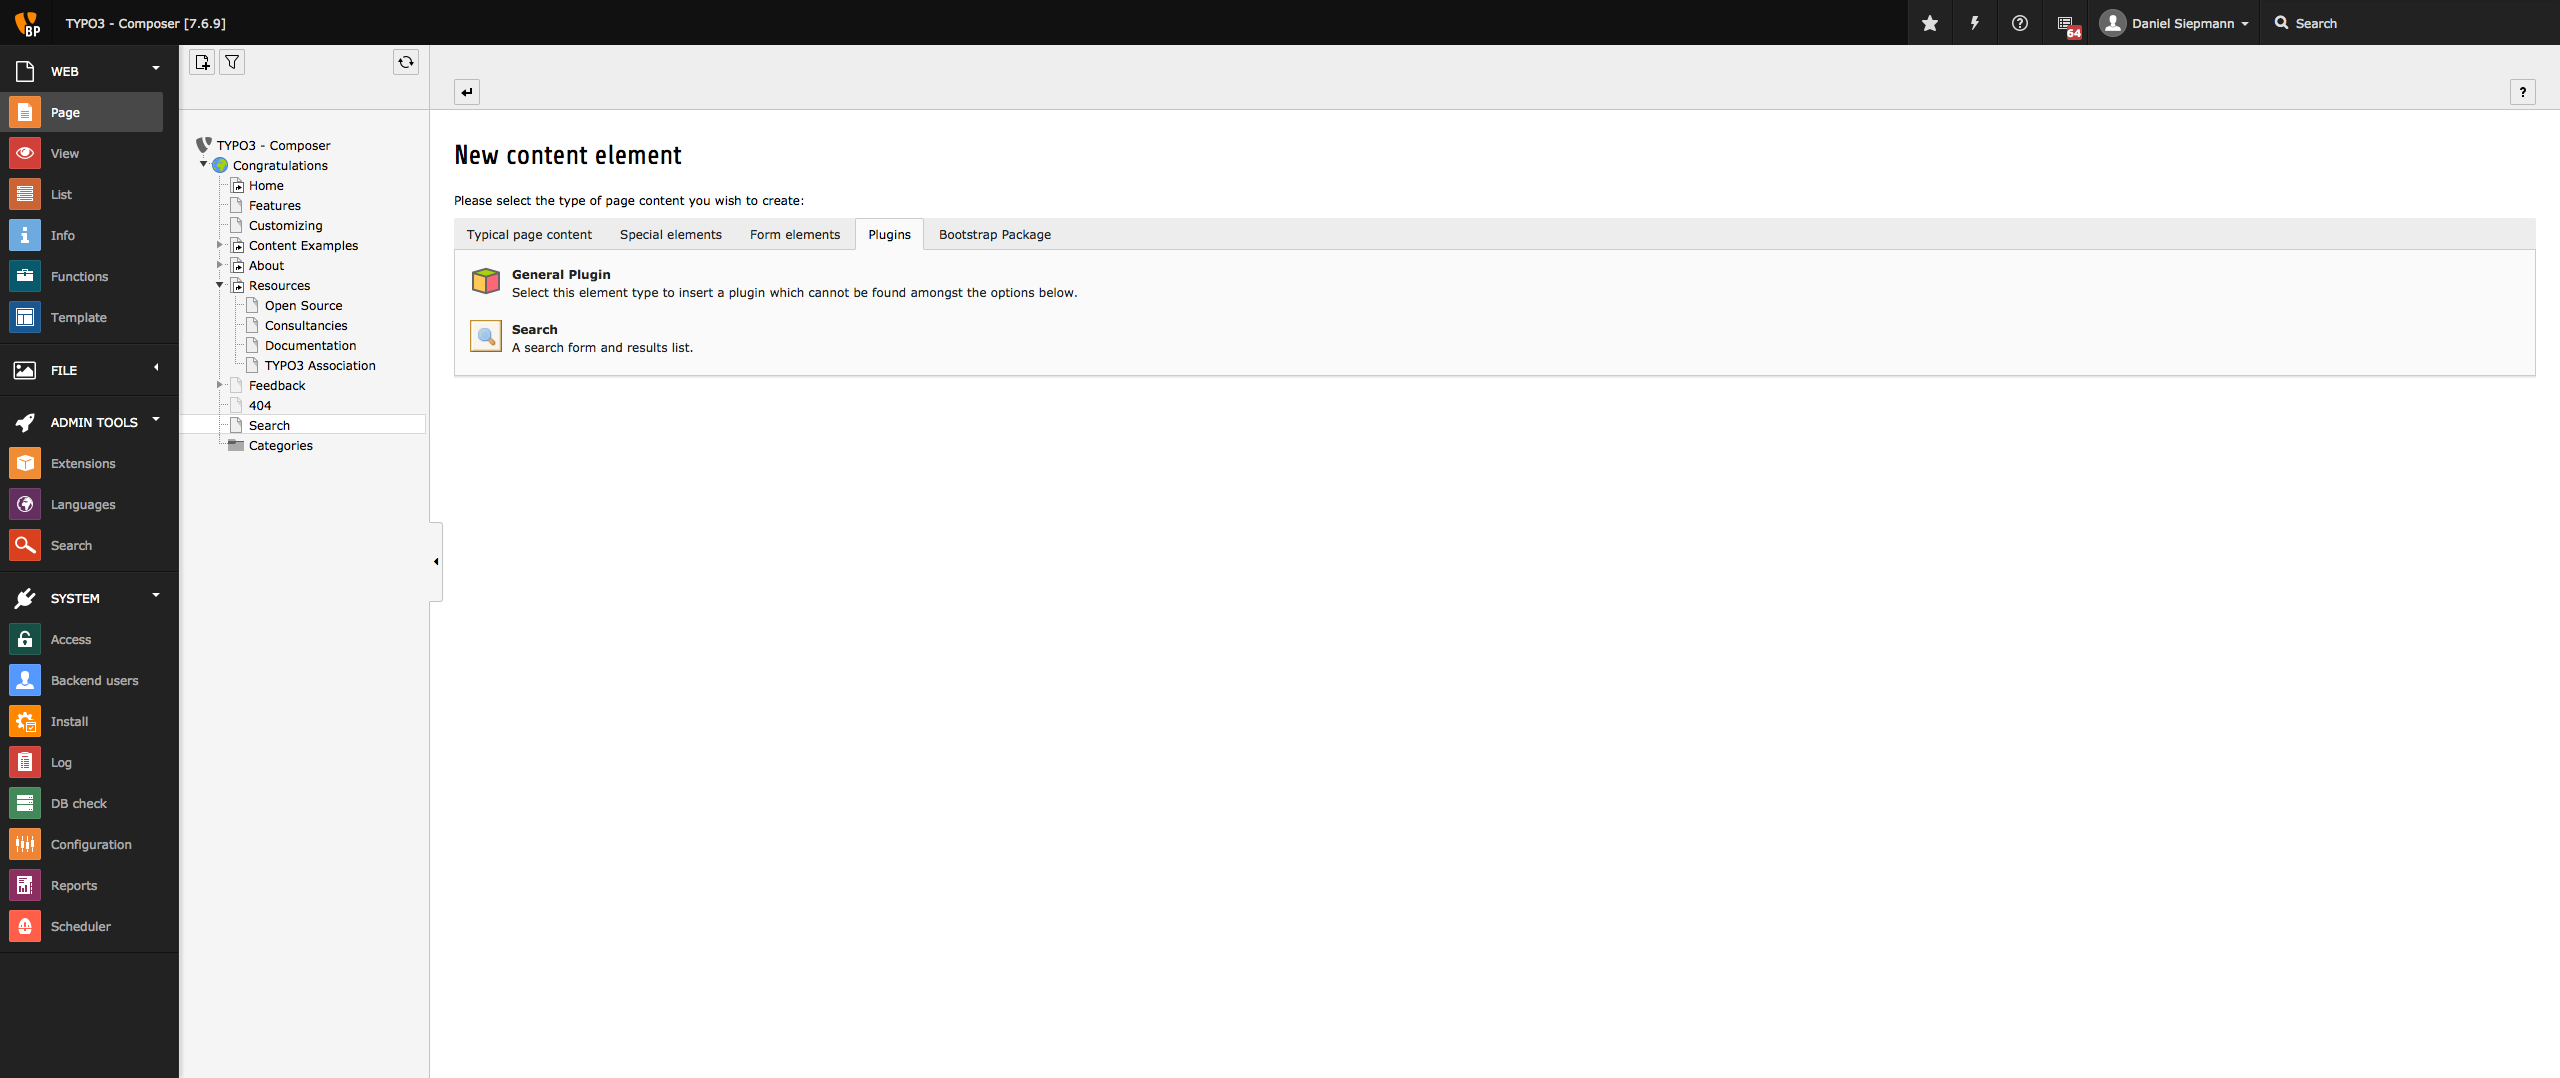 BP
TYPO3 - Composer [7.6.9]
64
Daniel Siepmann
Search
WEB
Page
View
List
Info
Functions
Template
FILE
ADMIN TOOLS
Extensions
Languages
Search
SYSTEM
Access
Backend users
Install
Log
DB check
Configuration
Reports
Scheduler
TYPO3 - Composer
Congratulations
Home
Features
Customizing
Content Examples
About
Resources
Open Source
Consultancies
Documentation
TYPO3 Association
Feedback
404
Search
Categories
?
New content element
Please select the type of page content you wish to create:
Typical page content Special elements Form elements Plugins Bootstrap Package
General Plugin
Select this element type to insert a plugin which cannot be found amongst the options below.
Search
A search form and results list.